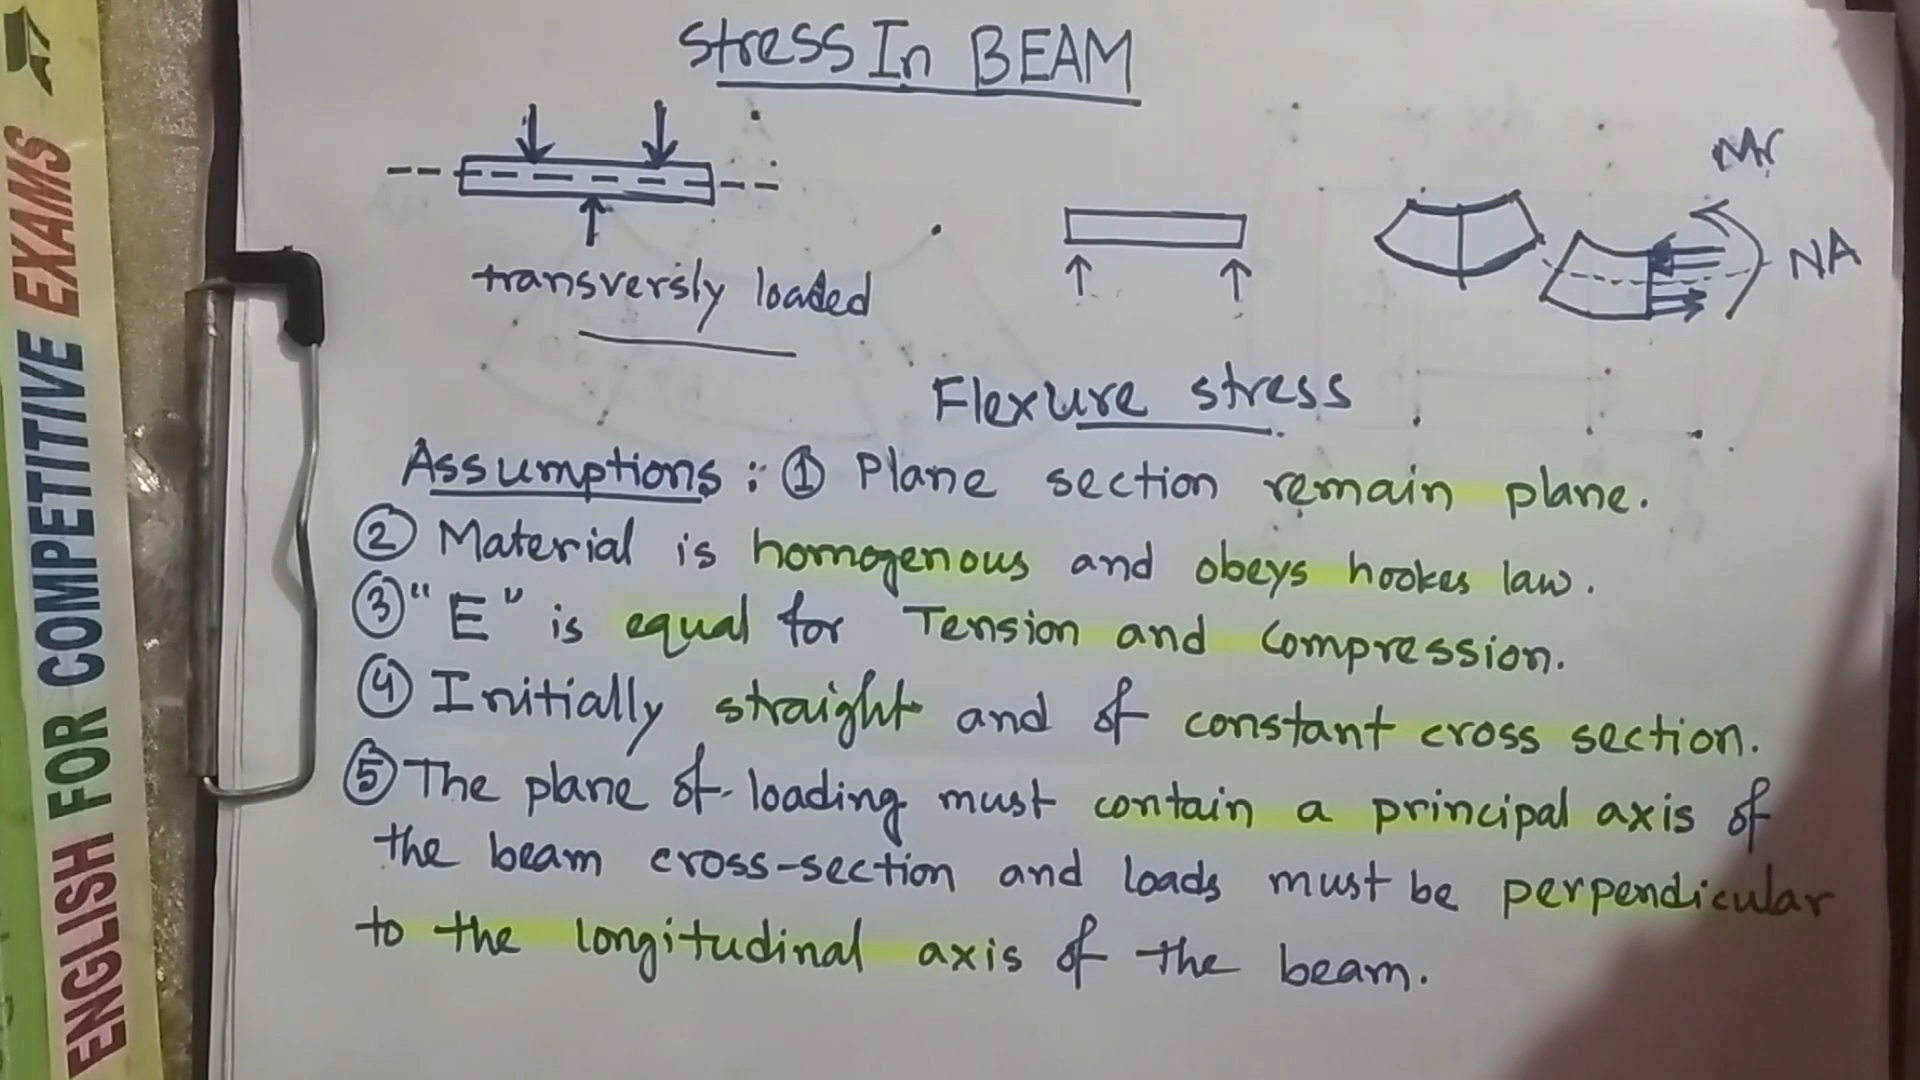 Stress In BEAM
transversly loaded
Mr
NA
Flexure stress
Assumptions : ① Plane section remain plane.
② Material is homogenous and obeys hookes law.
③ "E" is equal for Tension and compression.
④ Initially straight and of constant cross section.
⑤ The plane of loading must contain a principal axis of
the beam cross-section and loads must be perpendicular
to the longitudinal axis of the beam.
ENGLISH FOR COMPETITIVE EXAMS